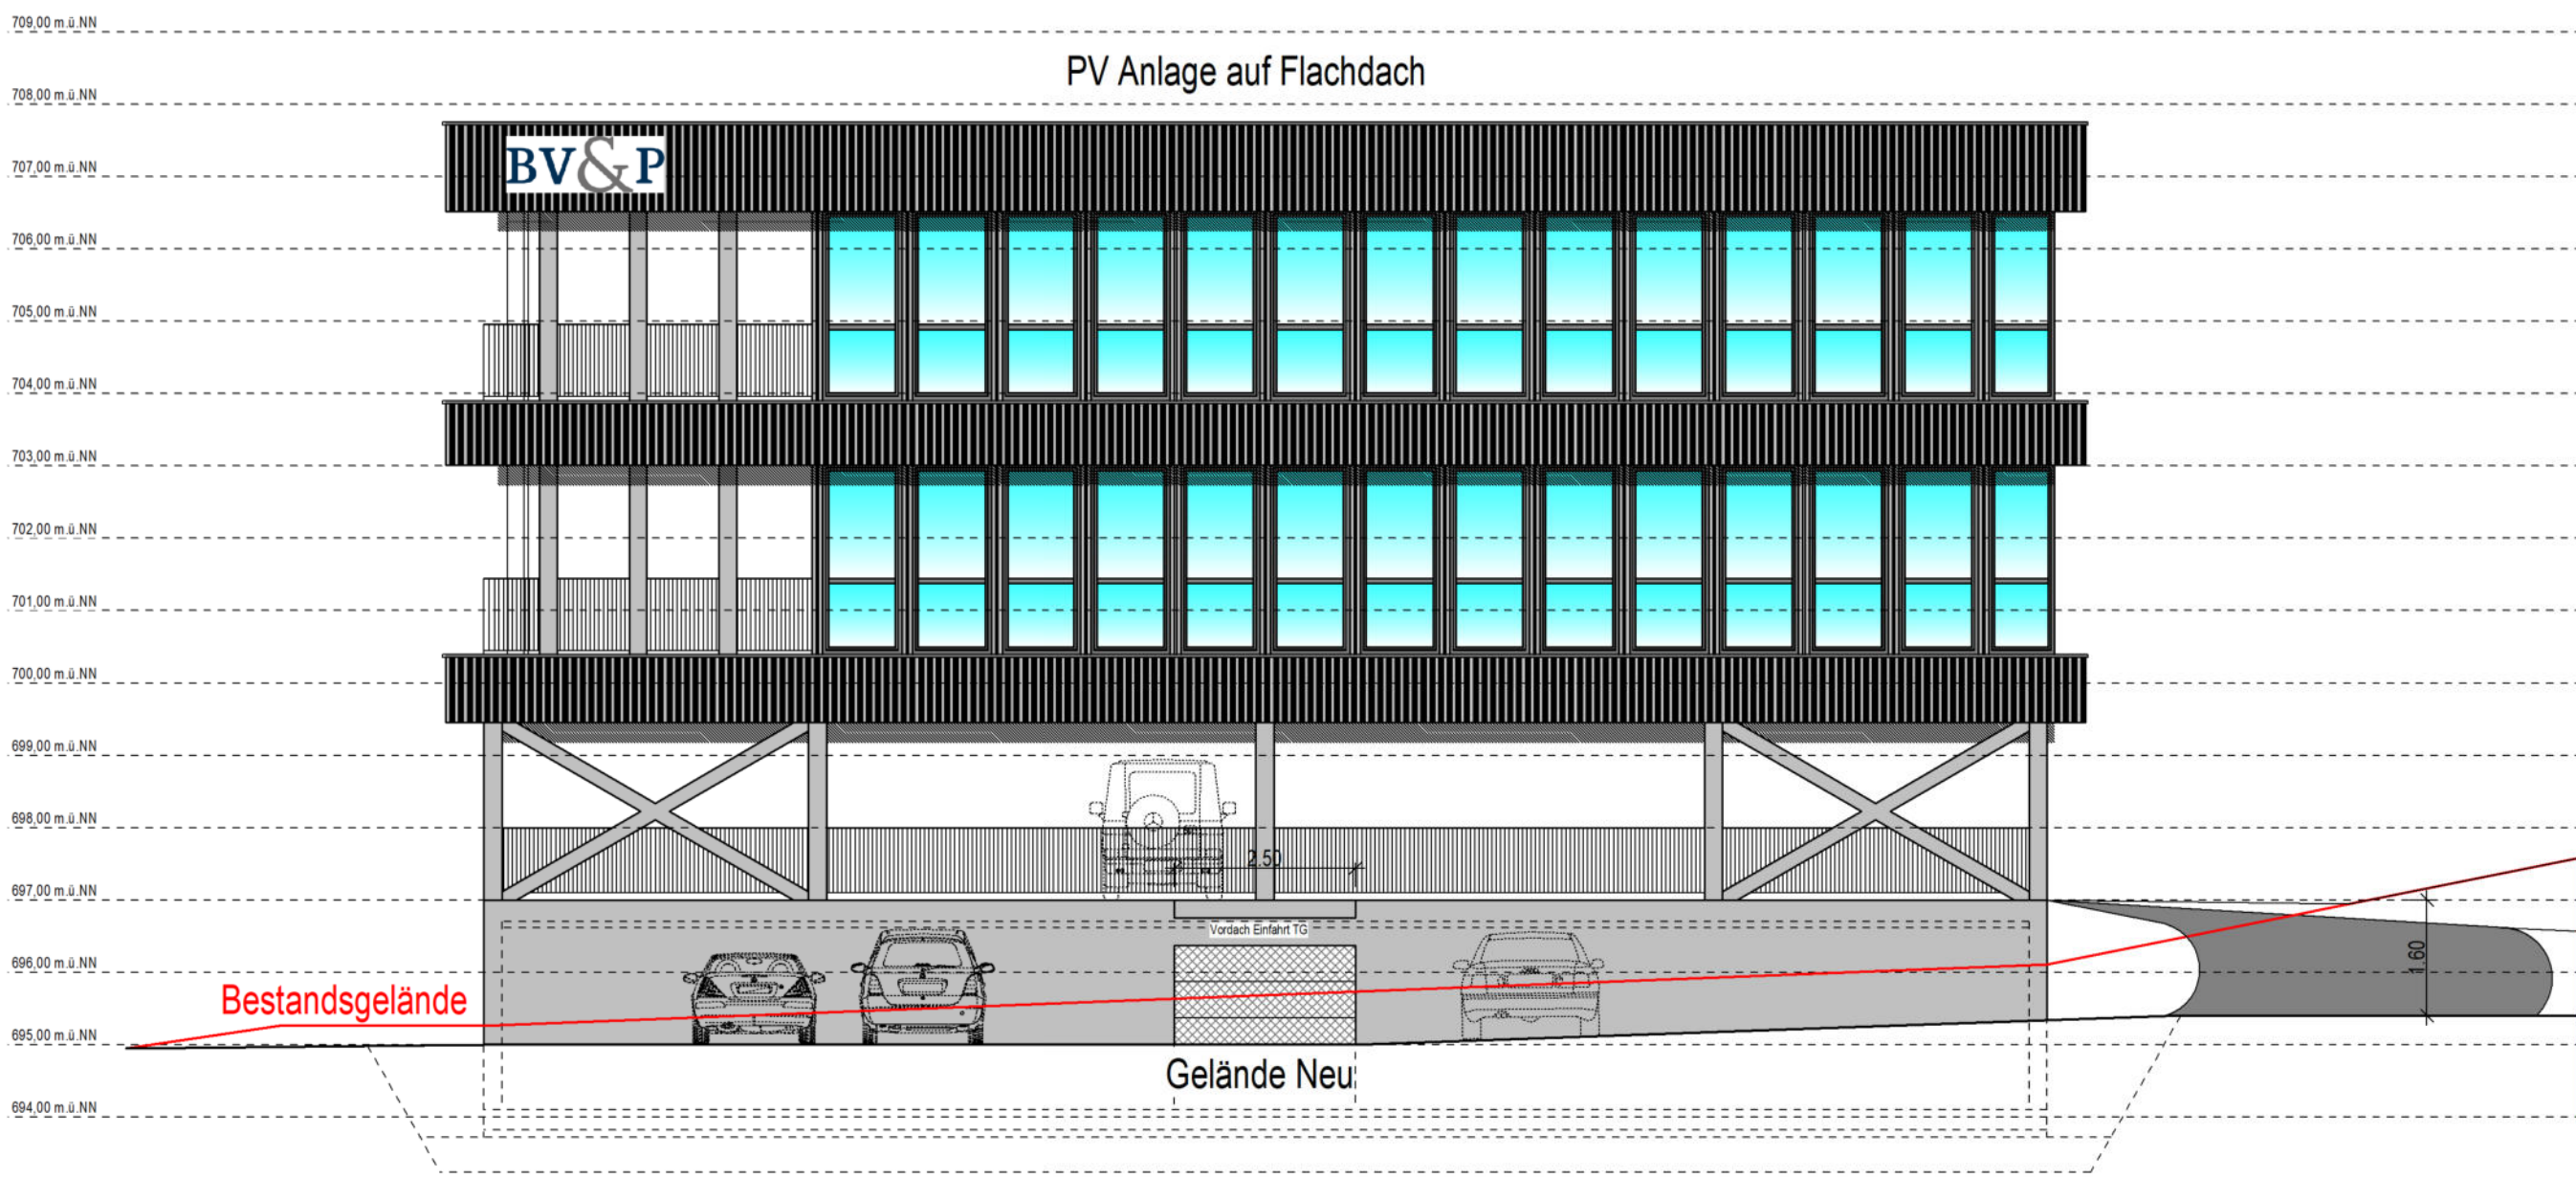 709,00 m.ü.NN
PV Anlage auf Flachdach
708,00 m.ü.NN
BV&P
707,00 m.ü.NN
706,00 m.ü.NN
705,00 m.ü.NN
704,00 m.ü.NN
703,00 m.ü.NN
702,00 m.ü.NN
701,00 m.ü.NN
700,00 m.ü.NN
699,00 m.ü.NN
698,00 m.ü.NN
2.50
697,00 m.ü.NN
Vordach Einfahrt TG
696,00 m.ü.NN
1.60
Bestandsgelände
695,00 m.ü.NN
Gelände Neu
694,00 m.ü.NN